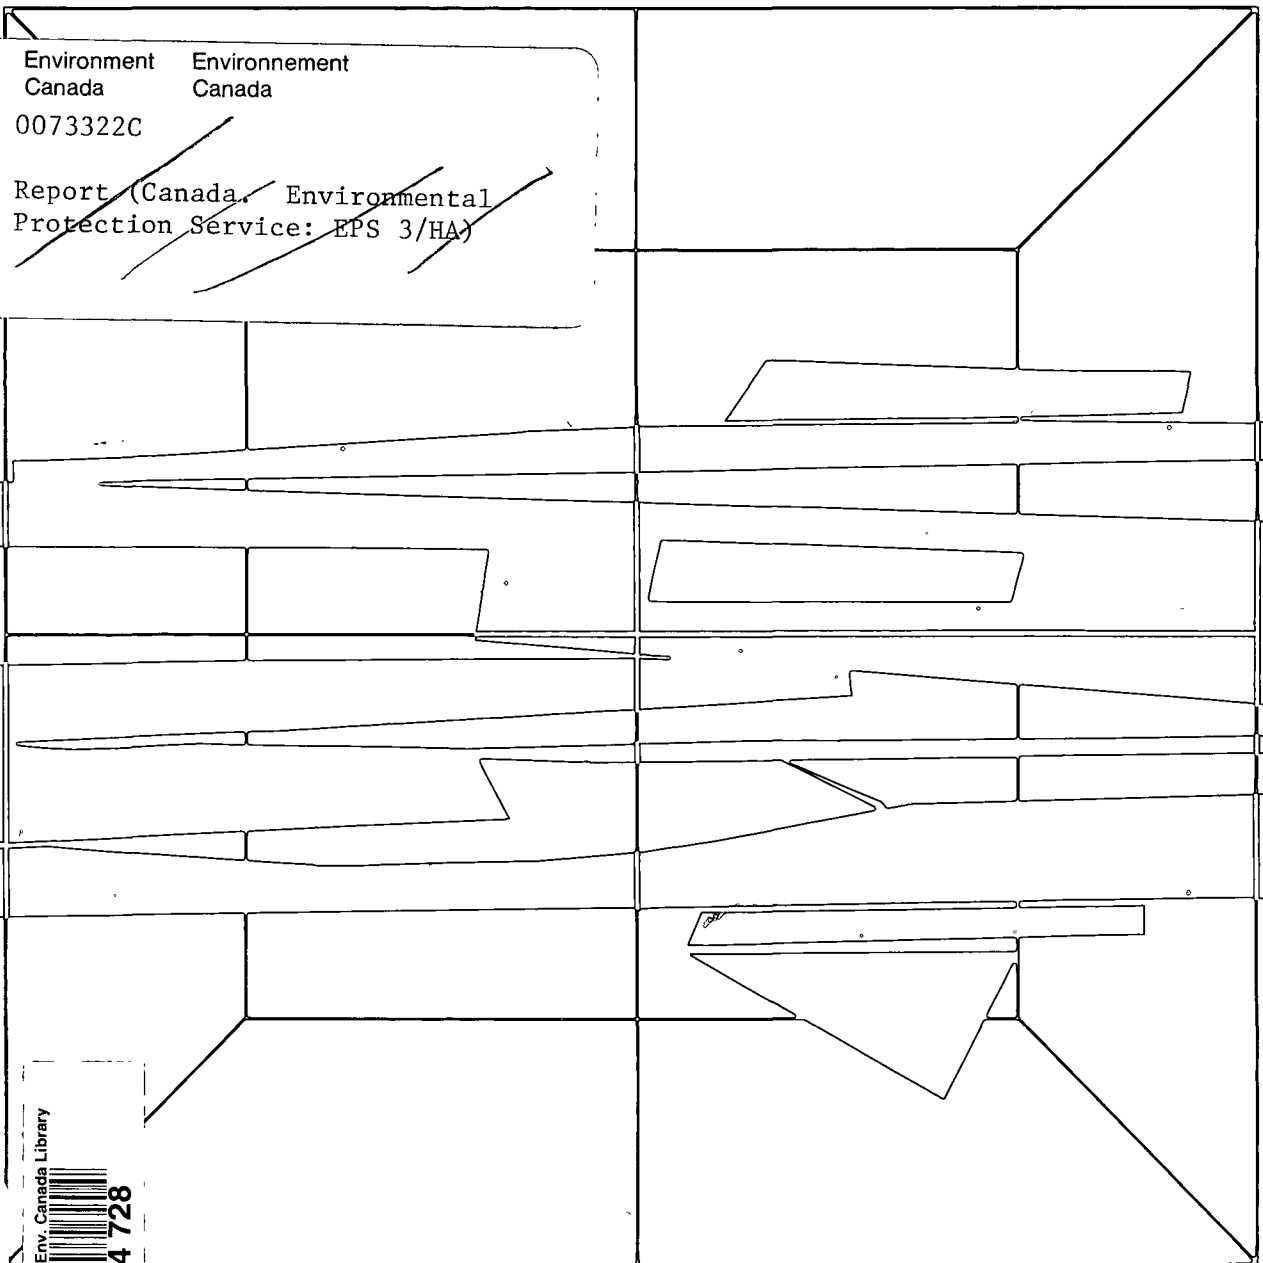 Environment Environnement
Canada Canada
0073322C
Report (Canada. Environmental
Protection Service: EPS 3/HA)
Env. Canada Library
4 728